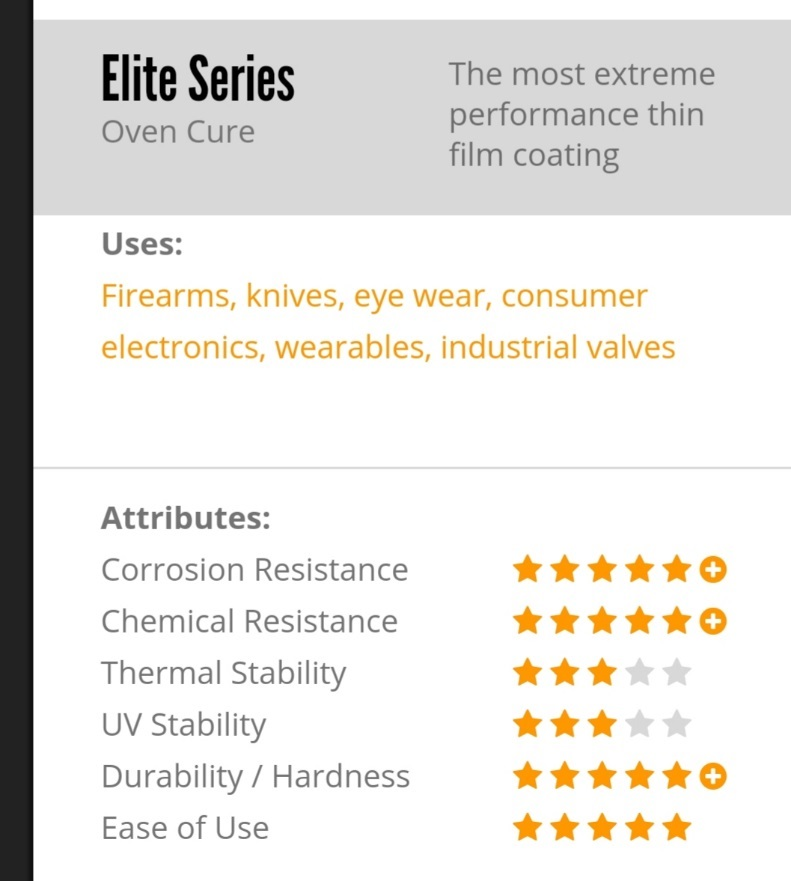 Elite Series
Oven Cure
The most extreme
performance thin
film coating
Uses:
Firearms, knives, eye wear, consumer
electronics, wearables, industrial valves
Attributes:
Corrosion Resistance
Chemical Resistance
Thermal Stability
UV Stability
Durability / Hardness
Ease of Use